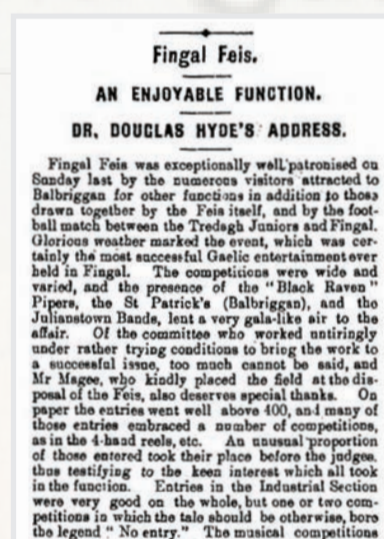 Fingal Feis.
AN ENJOYABLE FUNCTION.
DR. DOUGLAS HYDE'S ADDRESS.
Fingal Feis was exceptionally well patronised on
Sunday last by the numerous visitors attracted to
Balbriggan for other functions in addition to those
drawn together by the Feis itself, and by the foot-
ball match between the Tredagh Juniors and Fingal.
Glorious weather marked the event, which was cer-
tainly the most successful Gaelic entertainment ever
held in Fingal. The competitions were wide and
varied, and the presence of the "Black Raven"
Pipers, the St Patrick's (Balbriggan), and the
Julianstown Bands, lent a very gala-like air to the
affair. Of the committee who worked untiringly
under rather trying conditions to bring the work to
a successful issue, too much cannot be said, and
Mr Magee, who kindly placed the field at the dis-
posal of the Feis, also deserves special thanks. On
paper the entries went well above 400, and many of
those entries embraced a number of competitions,
as in the 4-hand reels, etc. An unusual proportion
of those entered took their place before the judges,
thus testifying to the keen interest which all took
in the function. Entries in the Industrial Section
were very good on the whole, but one or two com-
petitions in which the tale should be otherwise, bore
the legend "No entry." The musical competitions